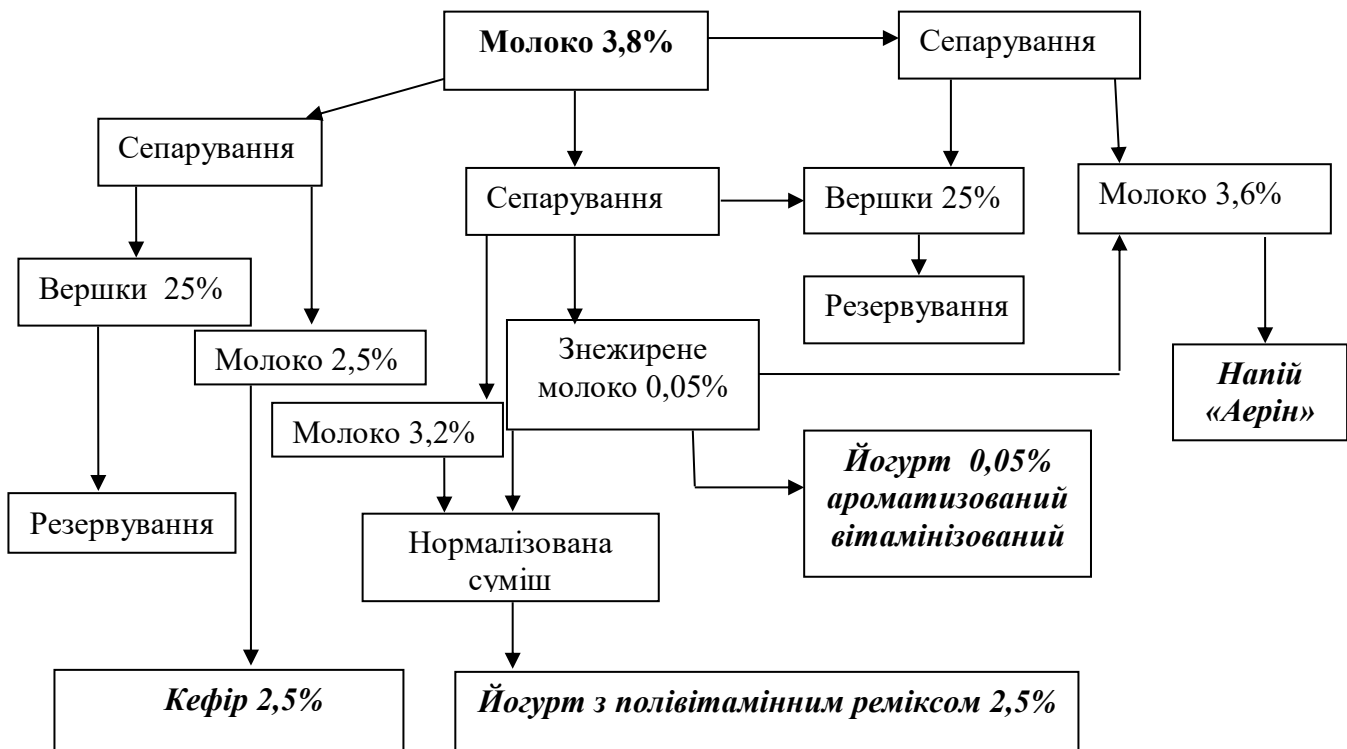 Молоко 3,8%
Сепарування
Сепарування
Сепарування
Вершки 25%
Молоко 3,6%
Вершки 25%
Резервування
Молоко 2,5%
Знежирене
молоко 0,05%
Напій
«Аерін»
Молоко 3,2%
Йогурт 0,05%
ароматизований
вітамінізований
Резервування
Нормалізована
суміш
Кефір 2,5%
Йогурт з полівітамінним реміксом 2,5%